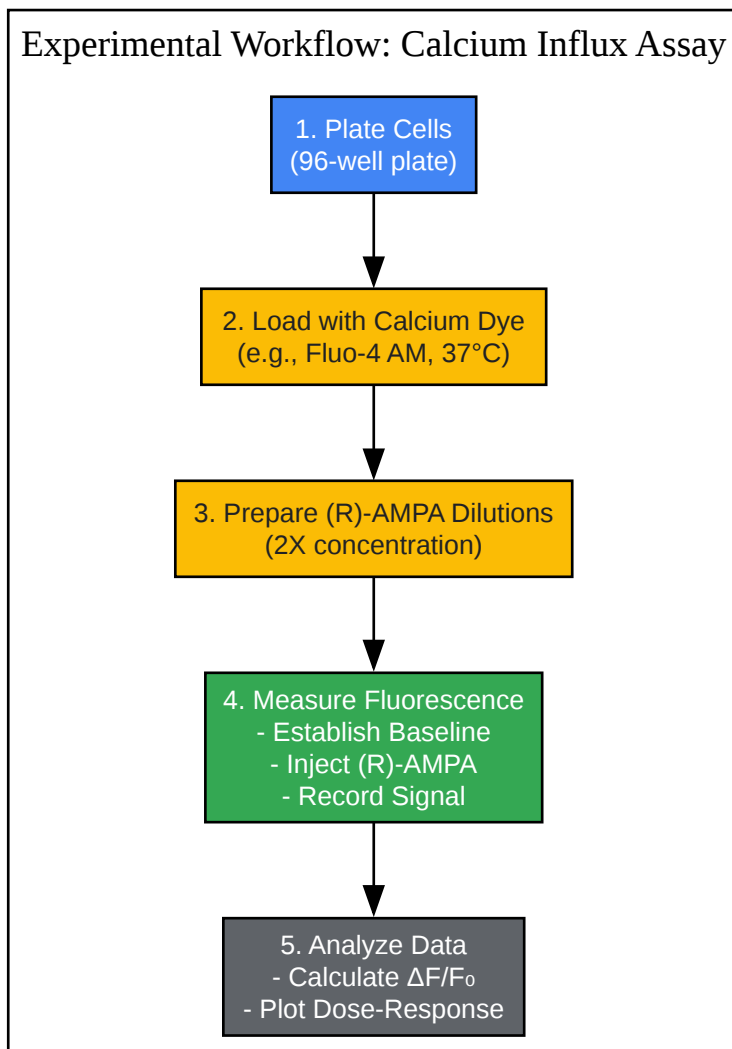 Experimental Workflow: Calcium Influx Assay
1. Plate Cells
(96-well plate)
2. Load with Calcium Dye
(e.g., Fluo-4 AM, 37°C)
3. Prepare (R)-AMPA Dilutions
(2X concentration)
4. Measure Fluorescence
- Establish Baseline
- Inject (R)-AMPA
- Record Signal
5. Analyze Data
- Calculate ΔF/F₀
- Plot Dose-Response